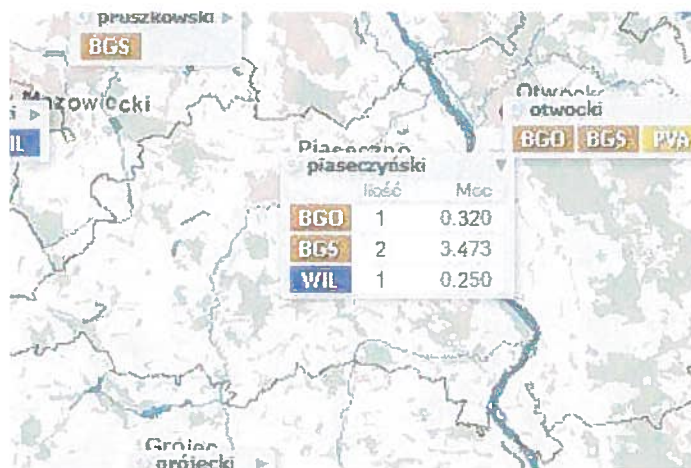 pruszkowski
BGS
Mazowiecki
Otwock
otwocki
BGO BGS PVA
Piaseczno
piaseczyński
Ilość Moc
BGO 1 0.320
BGS 2 3.473
WIL 1 0.250
Grójec
grójecki